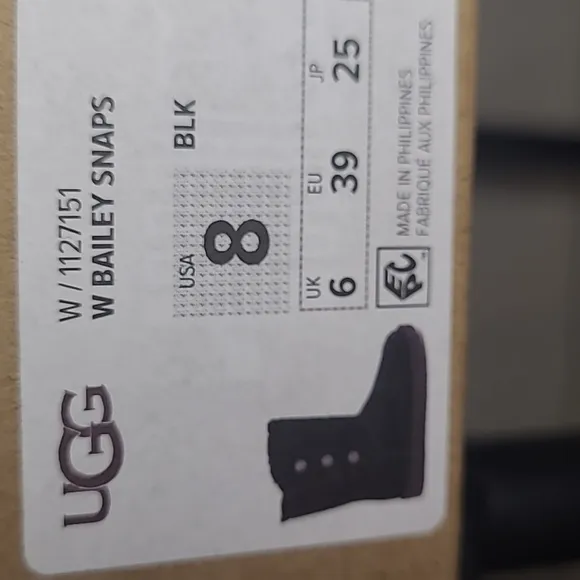 UGG
W / 1127151
W BAILEY SNAPS
USA
8
BLK
UK EU JP
6 39 25
MADE IN PHILIPPINES
FABRIQUÉ AUX PHILIPPINES